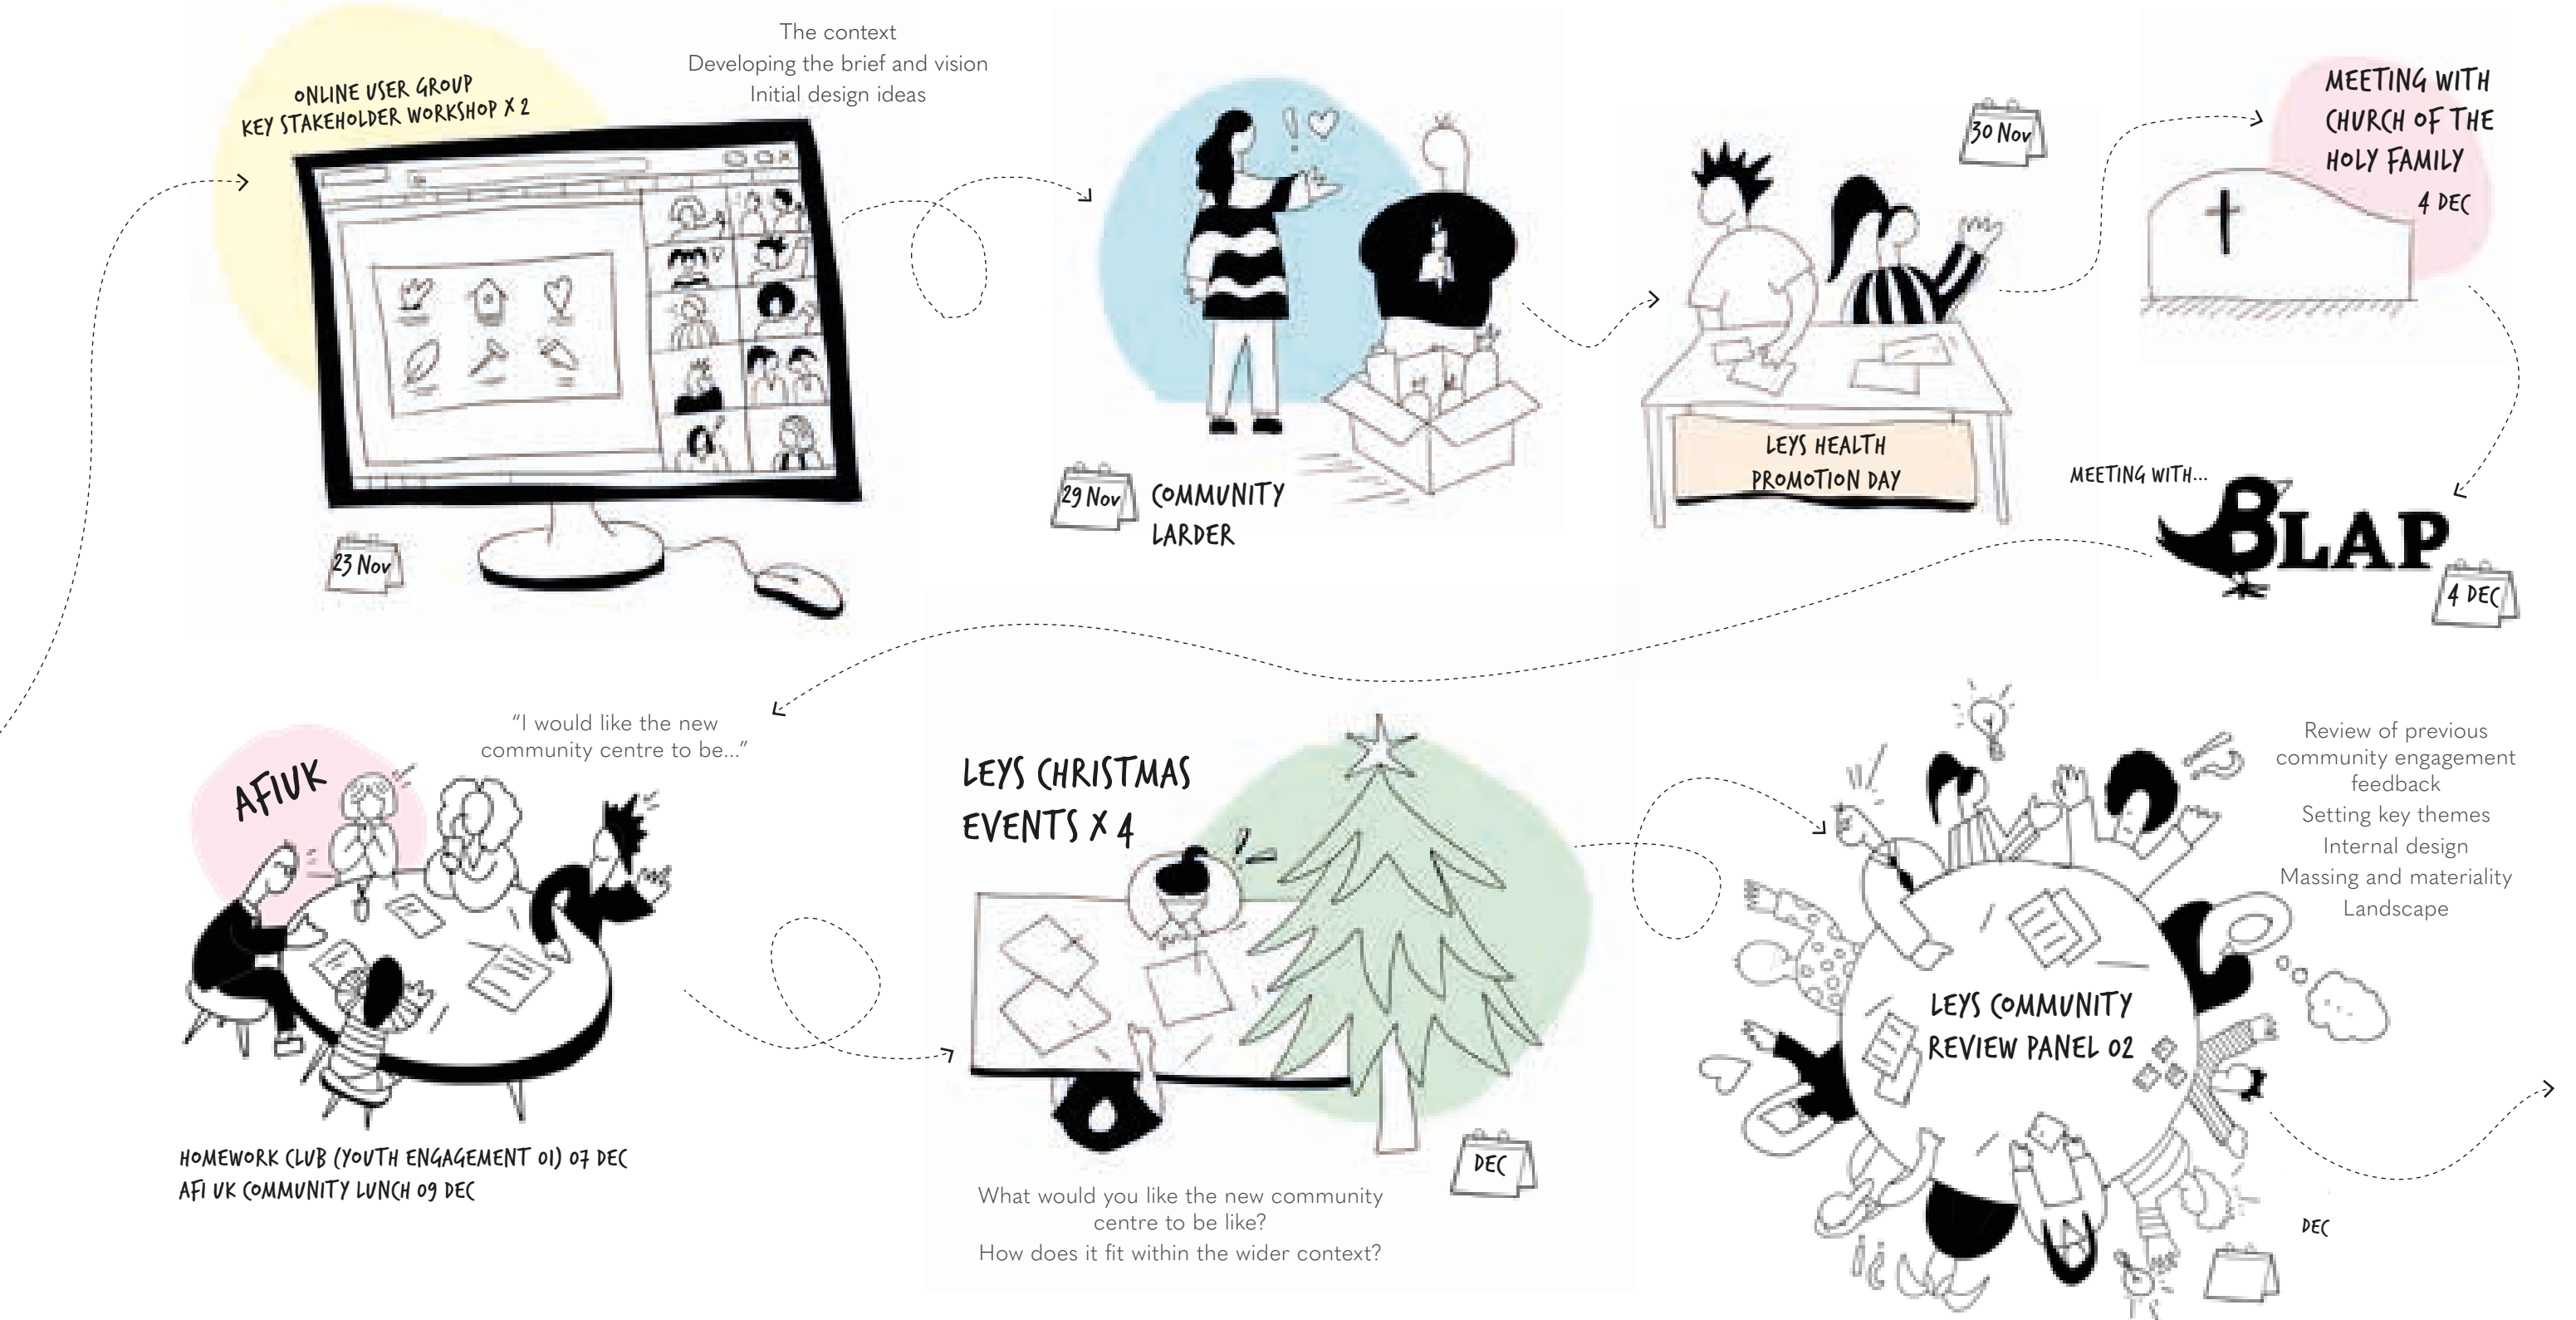 ONLINE USER GROUP
KEY STAKEHOLDER WORKSHOP X 2
The context
Developing the brief and vision
Initial design ideas
23 Nov
29 Nov
COMMUNITY
LARDER
30 Nov
LEYS HEALTH
PROMOTION DAY
MEETING WITH
CHURCH OF THE
HOLY FAMILY
4 DEC
MEETING WITH...
BLAP
4 DEC
AFIUK
"I would like the new
community centre to be..."
HOMEWORK CLUB (YOUTH ENGAGEMENT 01) 07 DEC
AFI UK COMMUNITY LUNCH 09 DEC
LEYS CHRISTMAS
EVENTS X 4
DEC
What would you like the new community
centre to be like?
How does it fit within the wider context?
LEYS COMMUNITY
REVIEW PANEL 02
Review of previous
community engagement
feedback
Setting key themes
Internal design
Massing and materiality
Landscape
DEC